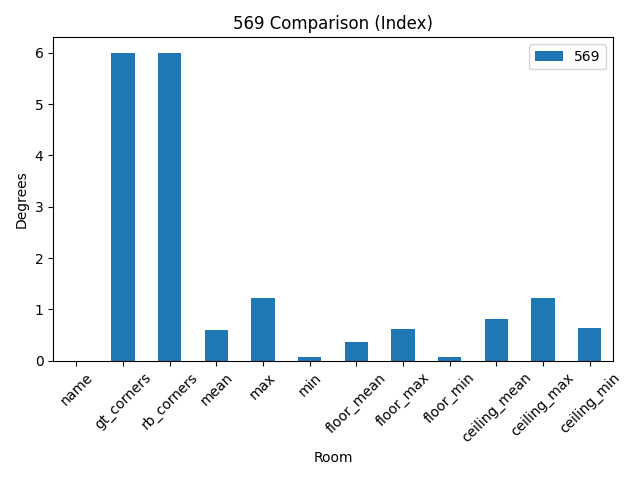 569 Comparison (Index)
569
Degrees
6
5
4
3
2
1
0
name
gt_corners
rb_corners
mean
max
min
floor_mean
floor_max
floor_min
ceiling_mean
ceiling_max
ceiling_min
Room